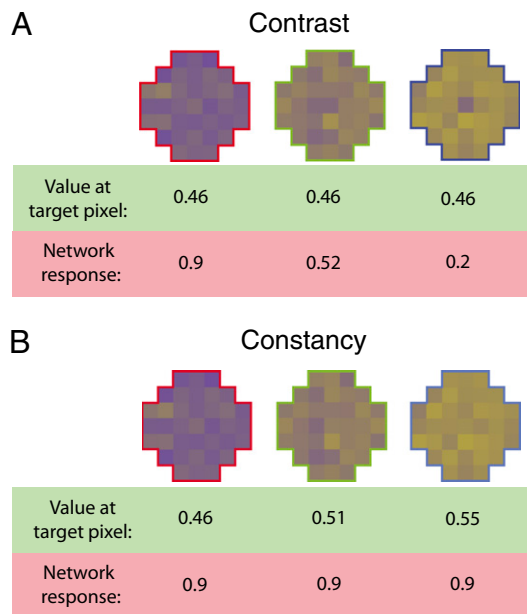 A
Contrast
Value at
target pixel:
0.46 0.46 0.46
Network
response:
0.9 0.52 0.2
B
Constancy
Value at
target pixel:
0.46 0.51 0.55
Network
response:
0.9 0.9 0.9